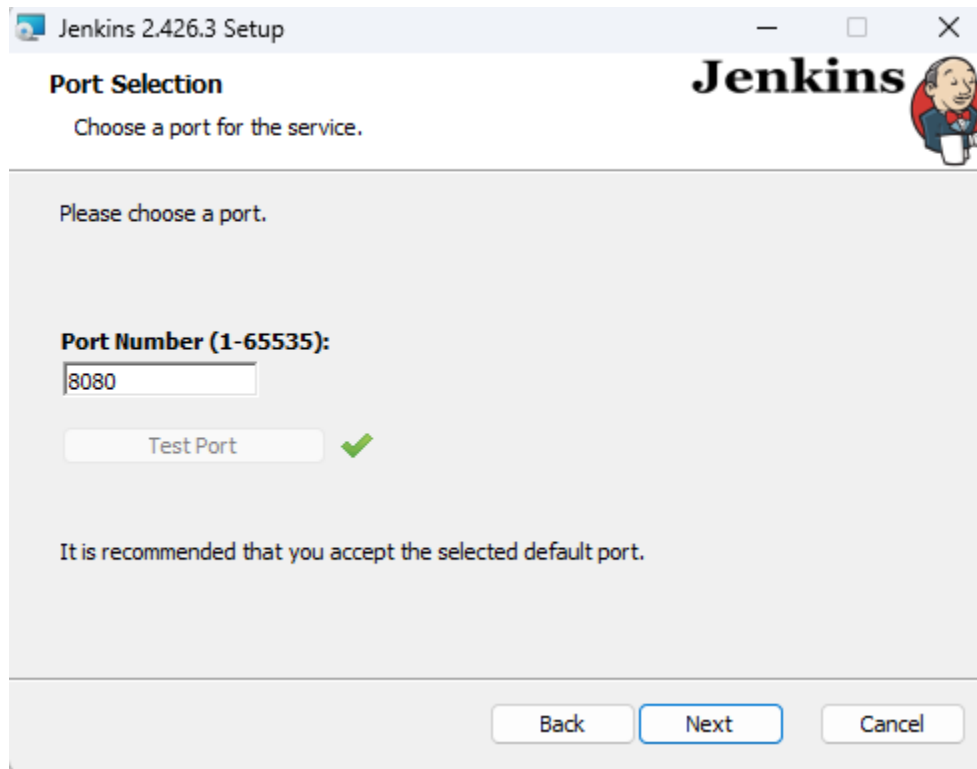 Jenkins 2.426.3 Setup
Port Selection
Jenkins
Choose a port for the service.
Please choose a port.
Port Number (1-65535):
8080
Test Port
It is recommended that you accept the selected default port.
Back Next Cancel